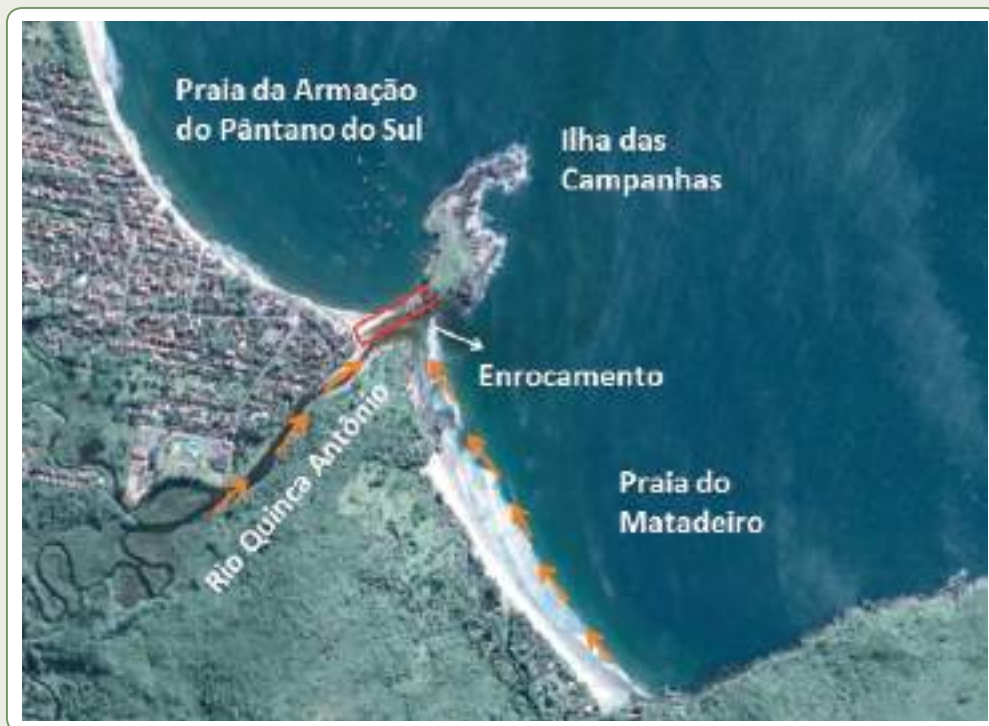 Praia da Armação
do Pântano do Sul
Ilha das
Campanhas
Enrocamento
Rio Quinca Antônio
Praia do
Matadeiro